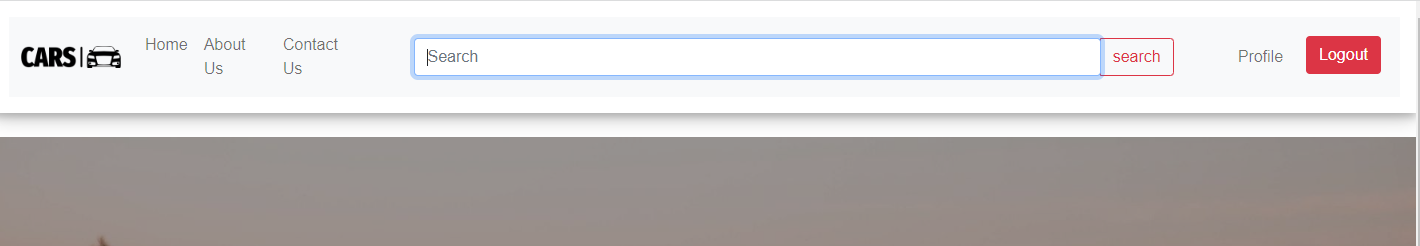 CARS
Home
About
Us
Contact
Us
Search
search
Profile
Logout